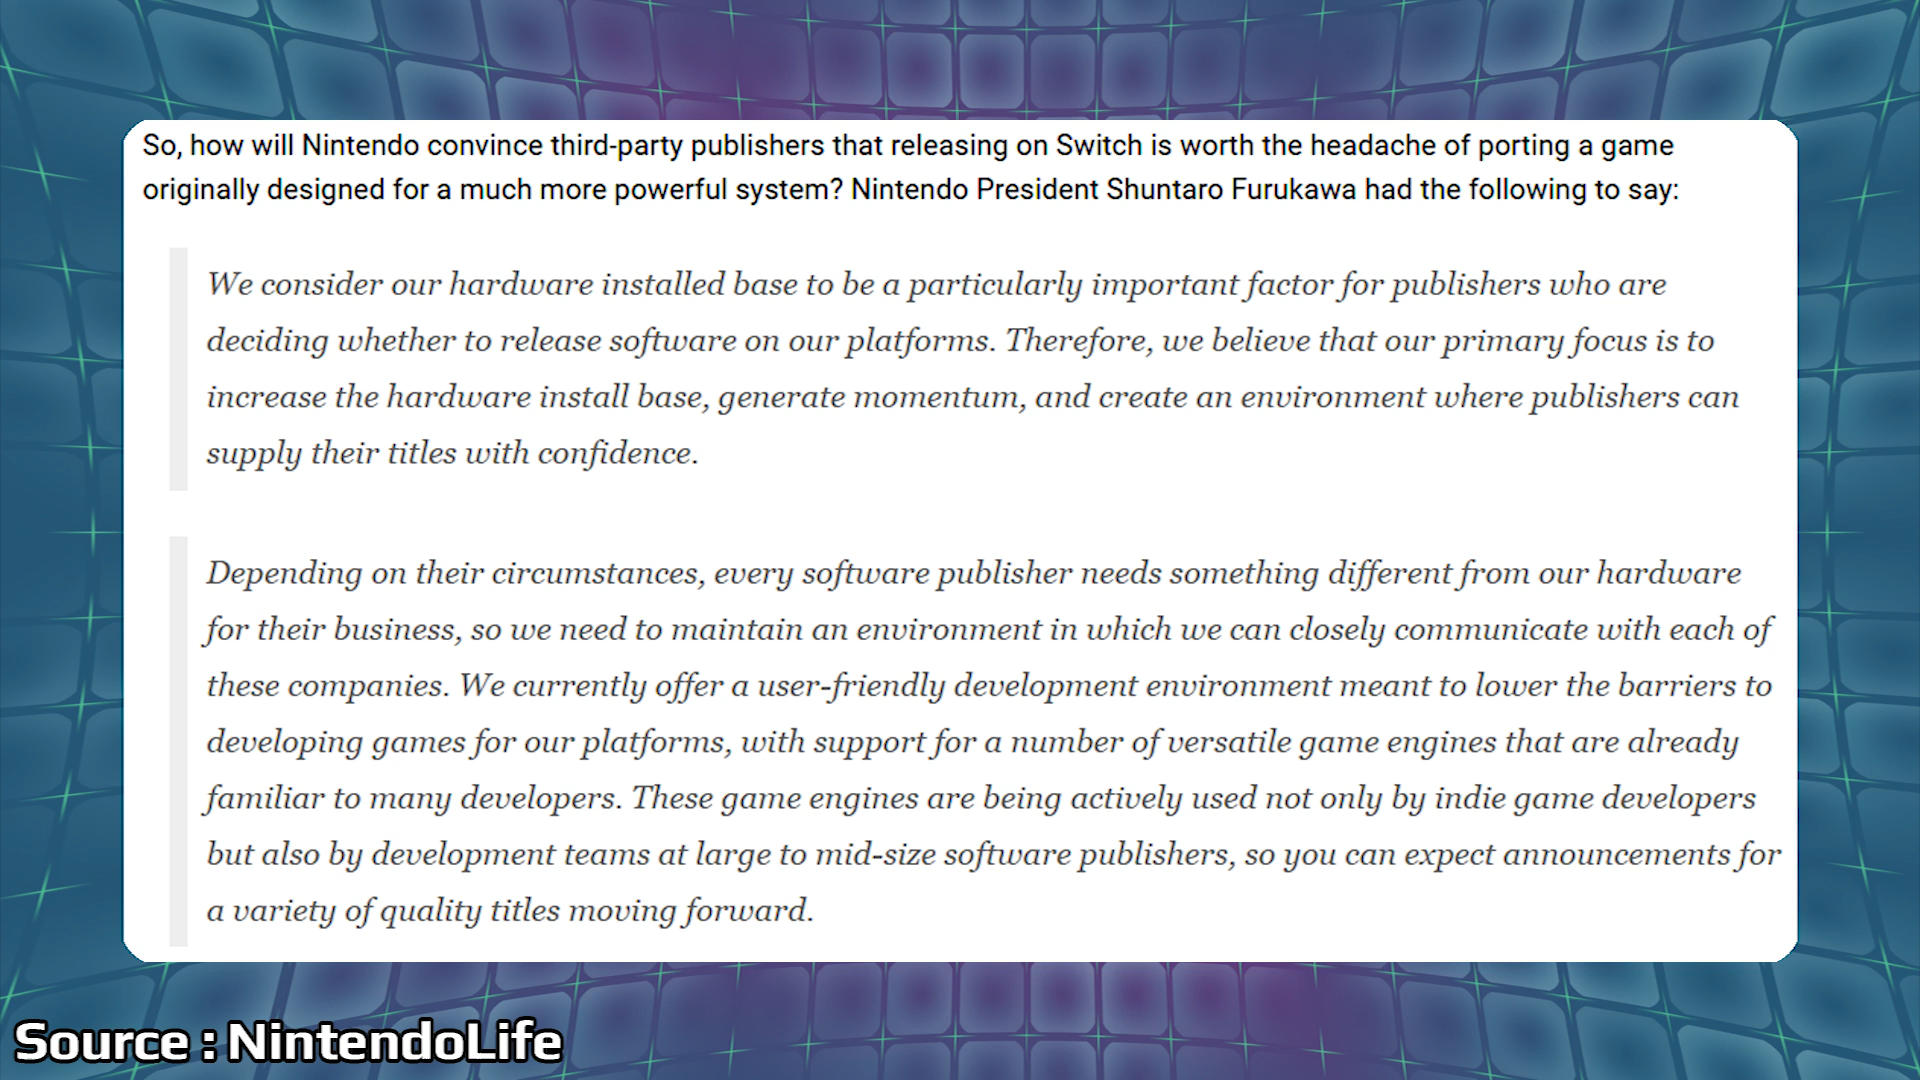 So, how will Nintendo convince third-party publishers that releasing on Switch is worth the headache of porting a game
originally designed for a much more powerful system? Nintendo President Shuntaro Furukawa had the following to say:
We consider our hardware installed base to be a particularly important factor for publishers who are
deciding whether to release software on our platforms. Therefore, we believe that our primary focus is to
increase the hardware install base, generate momentum, and create an environment where publishers can
supply their titles with confidence.
Depending on their circumstances, every software publisher needs something different from our hardware
for their business, so we need to maintain an environment in which we can closely communicate with each of
these companies. We currently offer a user-friendly development environment meant to lower the barriers to
developing games for our platforms, with support for a number of versatile game engines that are already
familiar to many developers. These game engines are being actively used not only by indie game developers
but also by development teams at large to mid-size software publishers, so you can expect announcements for
a variety of quality titles moving forward.
Source : NintendoLife